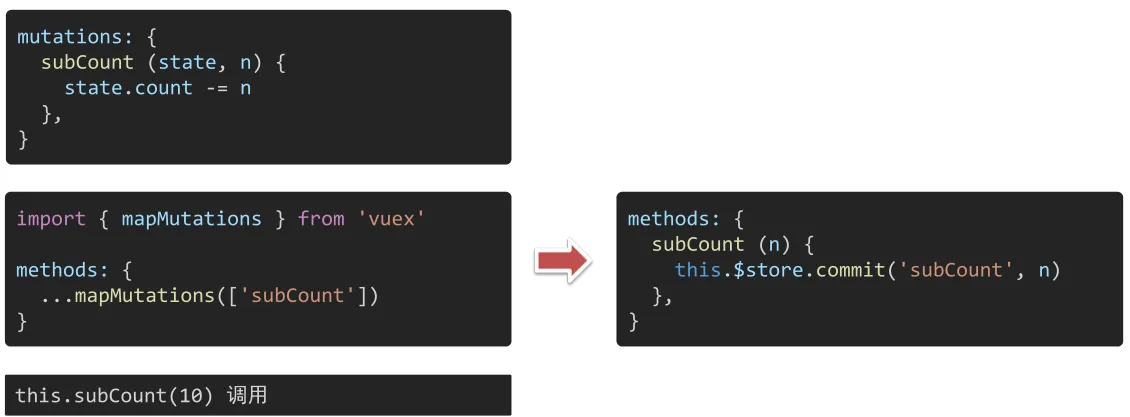 mutations: {
  subCount (state, n) {
    state.count -= n
  },
}
import { mapMutations } from 'vuex'
methods: {
  ...mapMutations(['subCount'])
}
methods: {
  subCount (n) {
    this.$store.commit('subCount', n)
  },
}
this.subCount(10) 调用